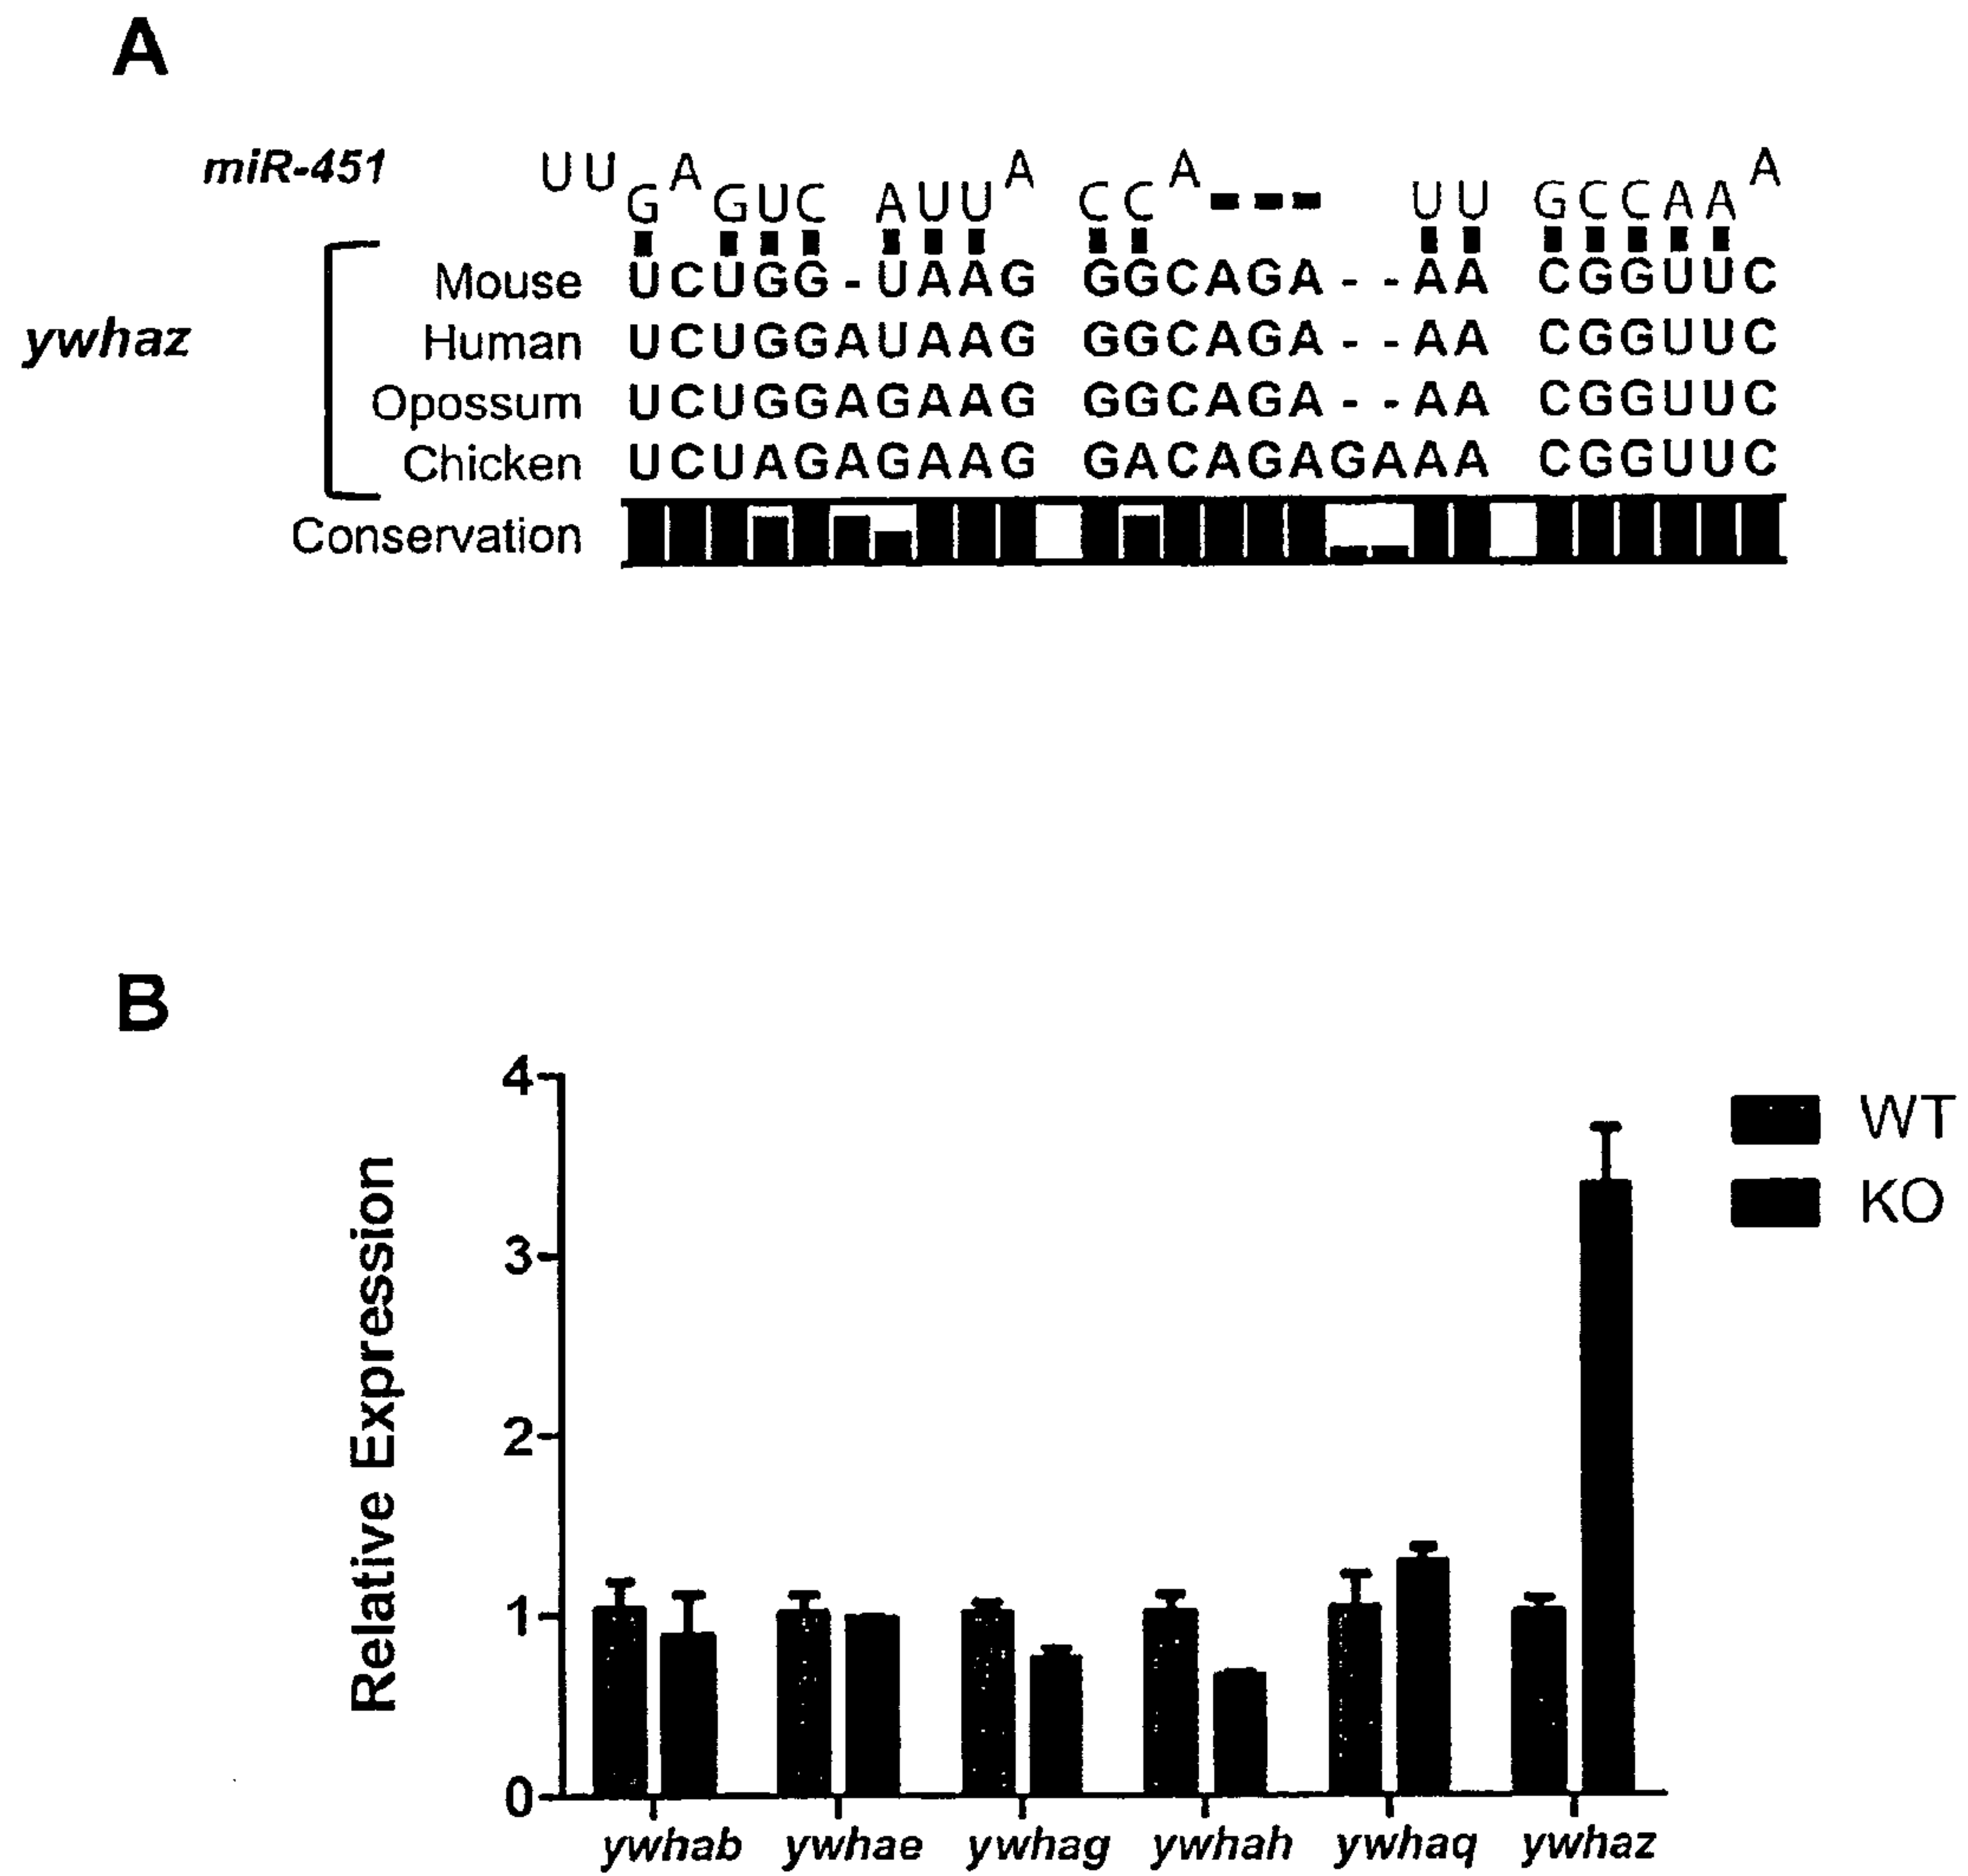 A
miR-451 UU G A GUC AUU A CC A --- UU GCCAA A
ywhaz
Mouse UCUGG-UAAG GGCAGA--AA CGGUUC
Human UCUGGAUAAG GGCAGA--AA CGGUUC
Opossum UCUGGAGAAG GGCAGA--AA CGGUUC
Chicken UCUAGAGAAG GACAGAGAAA CGGUUC
Conservation
B
Relative Expression
4
3
2
1
0
WT
KO
ywhab ywhae ywhag ywhah ywhaq ywhaz